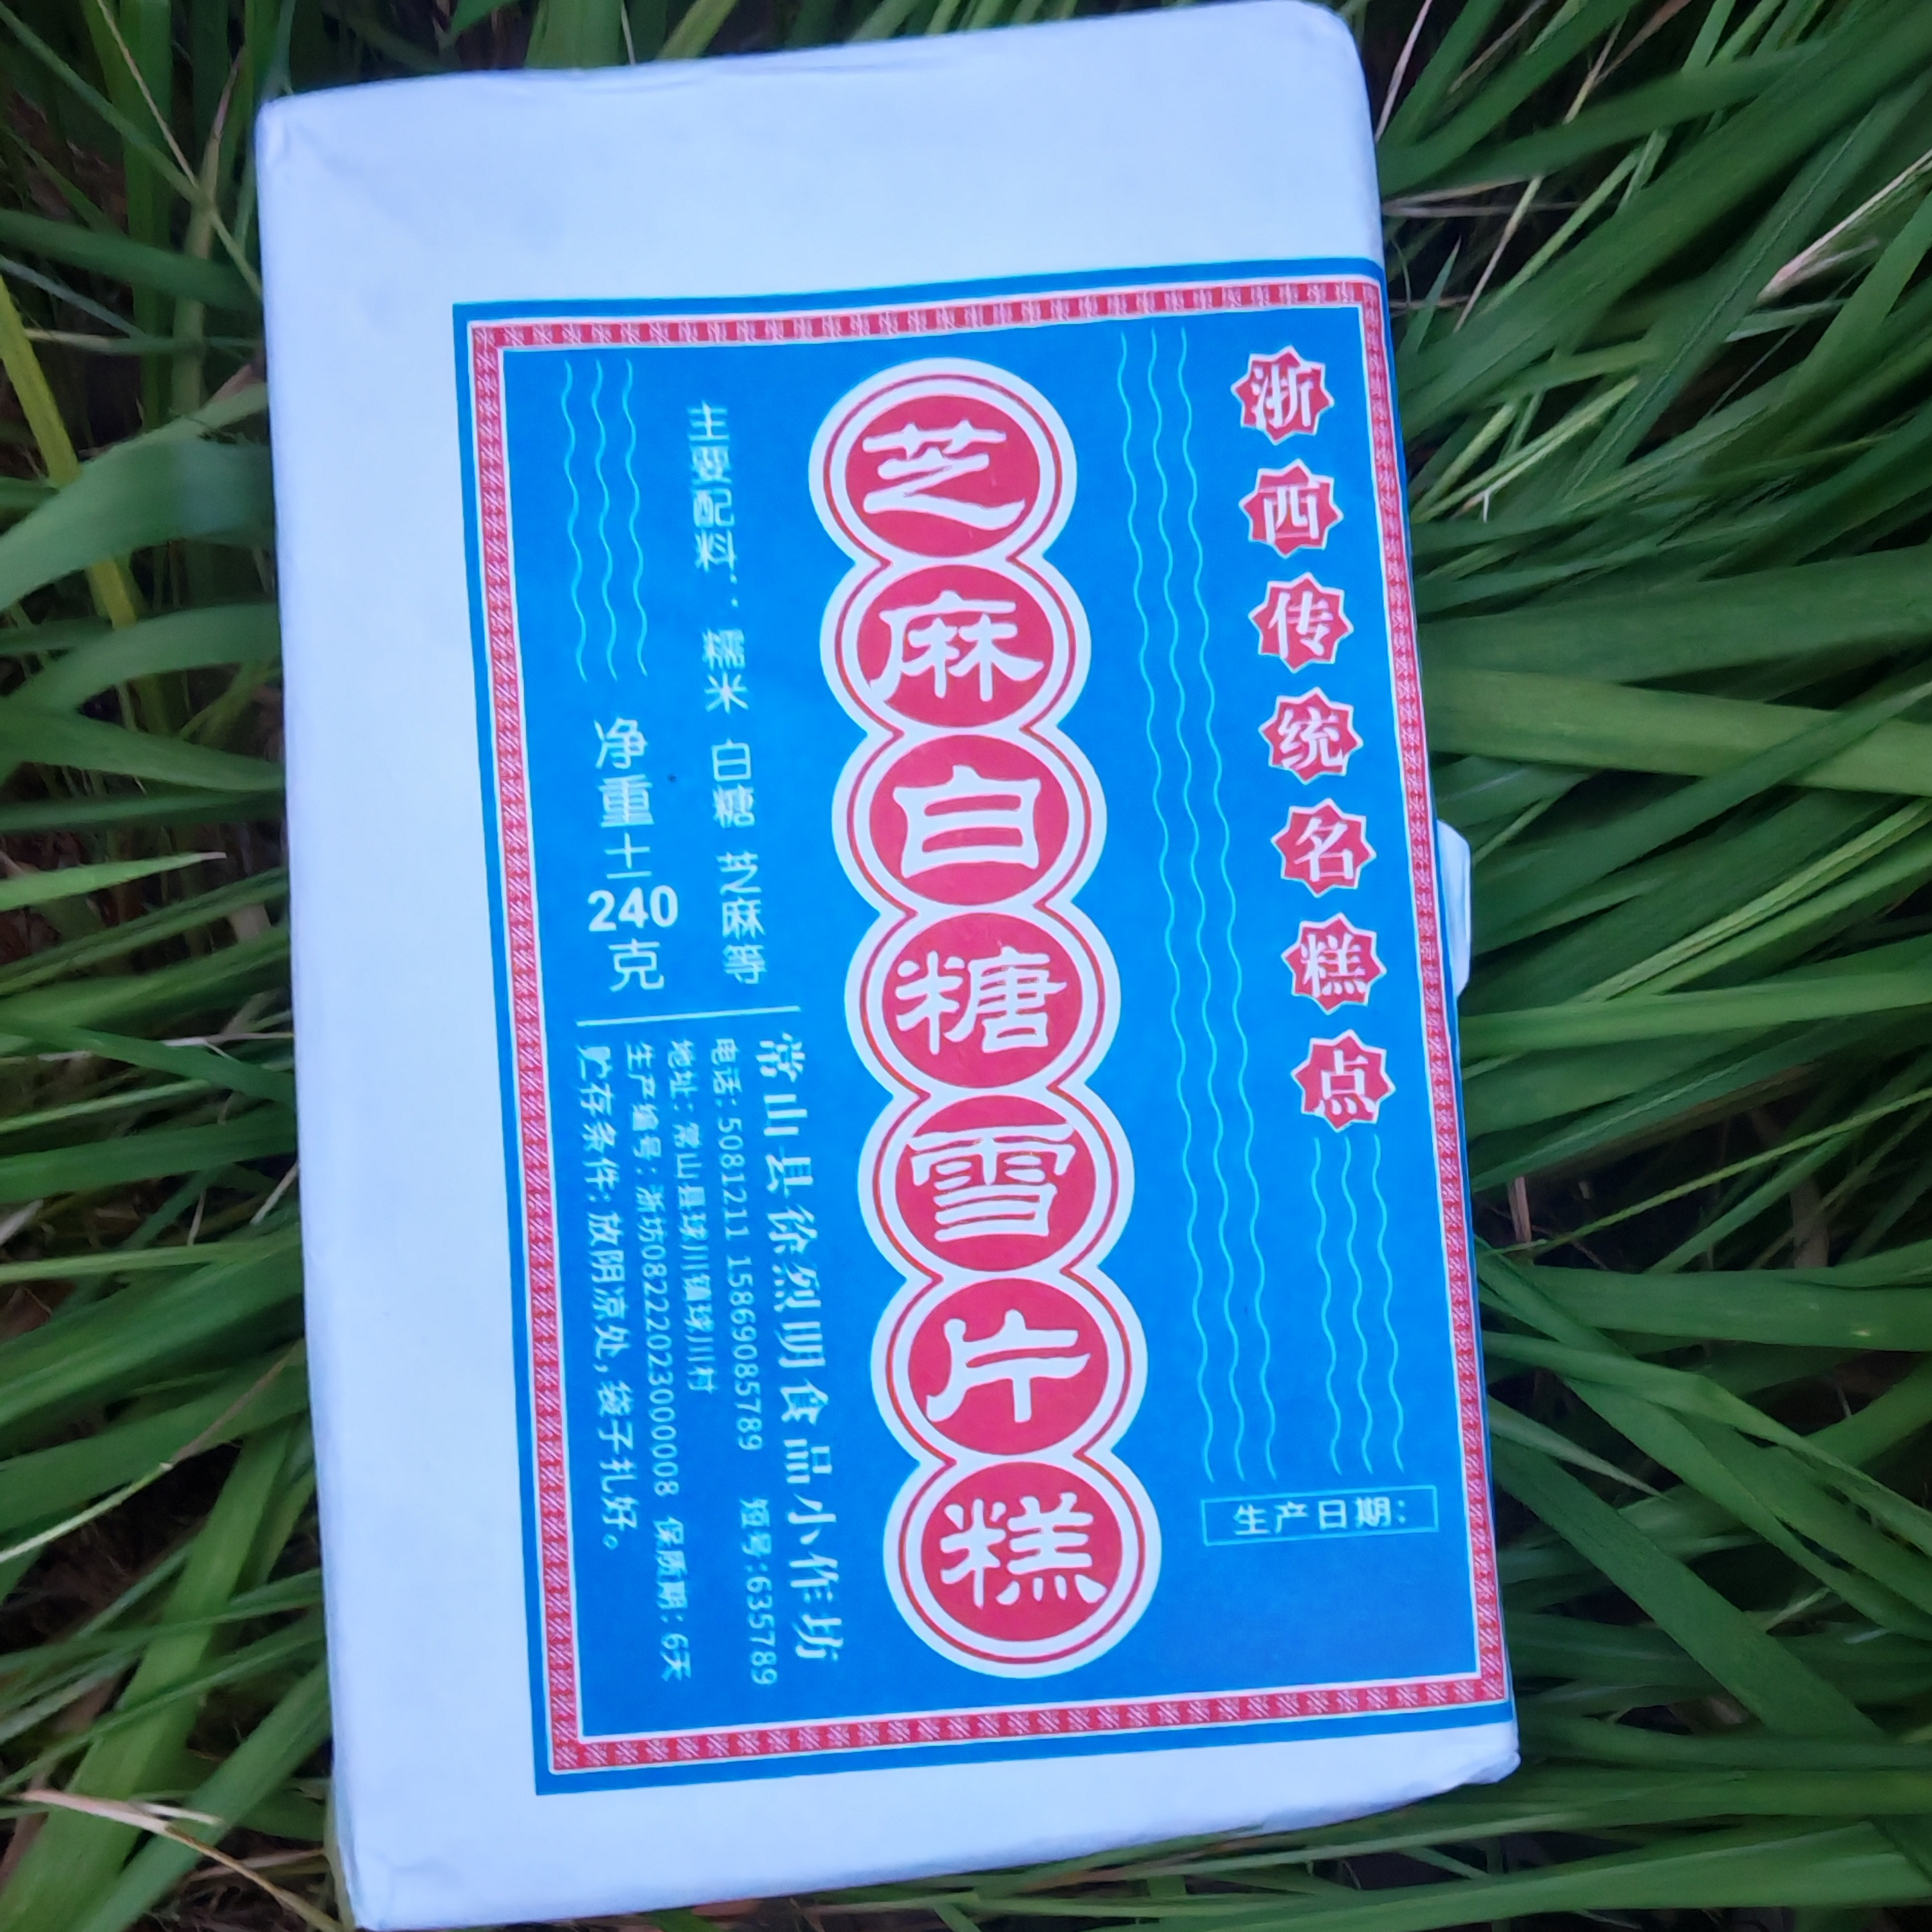 浙西传统名糕点
生产日期：
芝麻白糖雪片糕
主要配料：糯米 白糖 芝麻等
净重±240克
常山县徐烈明食品小作坊
电话：5081211 15869085789 短号：635789
地址：常山县球川镇球川村
生产编号：浙坊0822202300008 保质期：6天
贮存条件：放阴凉处，袋子扎好。